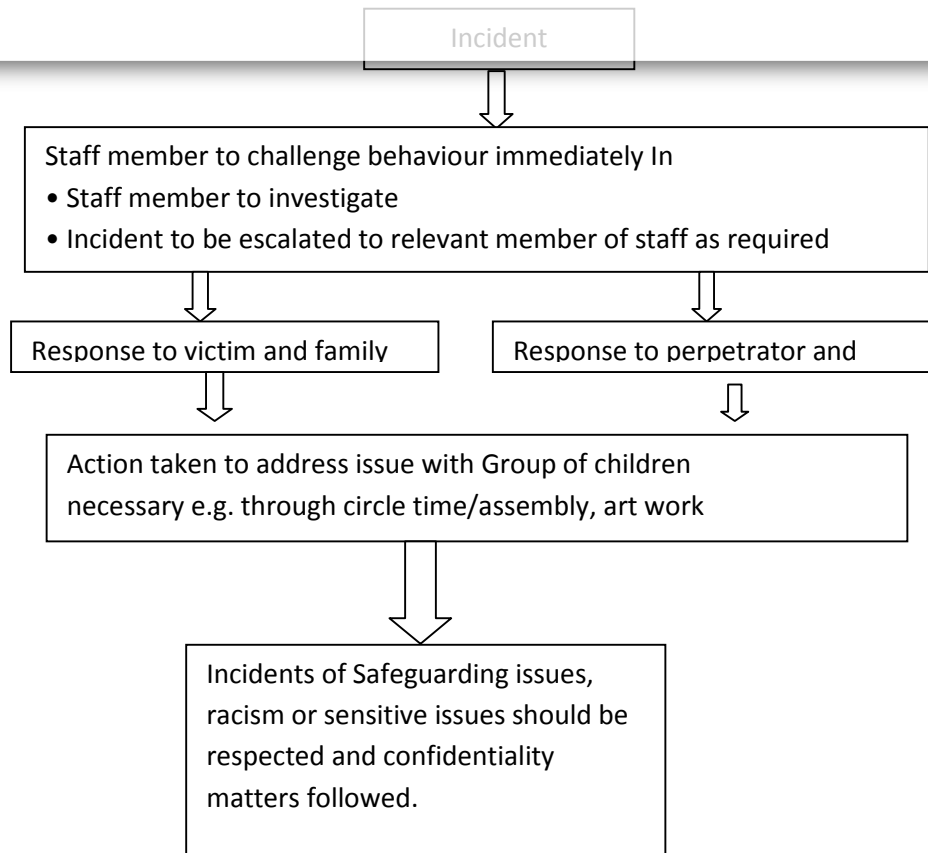 Incident
Staff member to challenge behaviour immediately In
• Staff member to investigate
• Incident to be escalated to relevant member of staff as required
Response to victim and family
Response to perpetrator and
Action taken to address issue with Group of children
necessary e.g. through circle time/assembly, art work
Incidents of Safeguarding issues,
racism or sensitive issues should be
respected and confidentiality
matters followed.